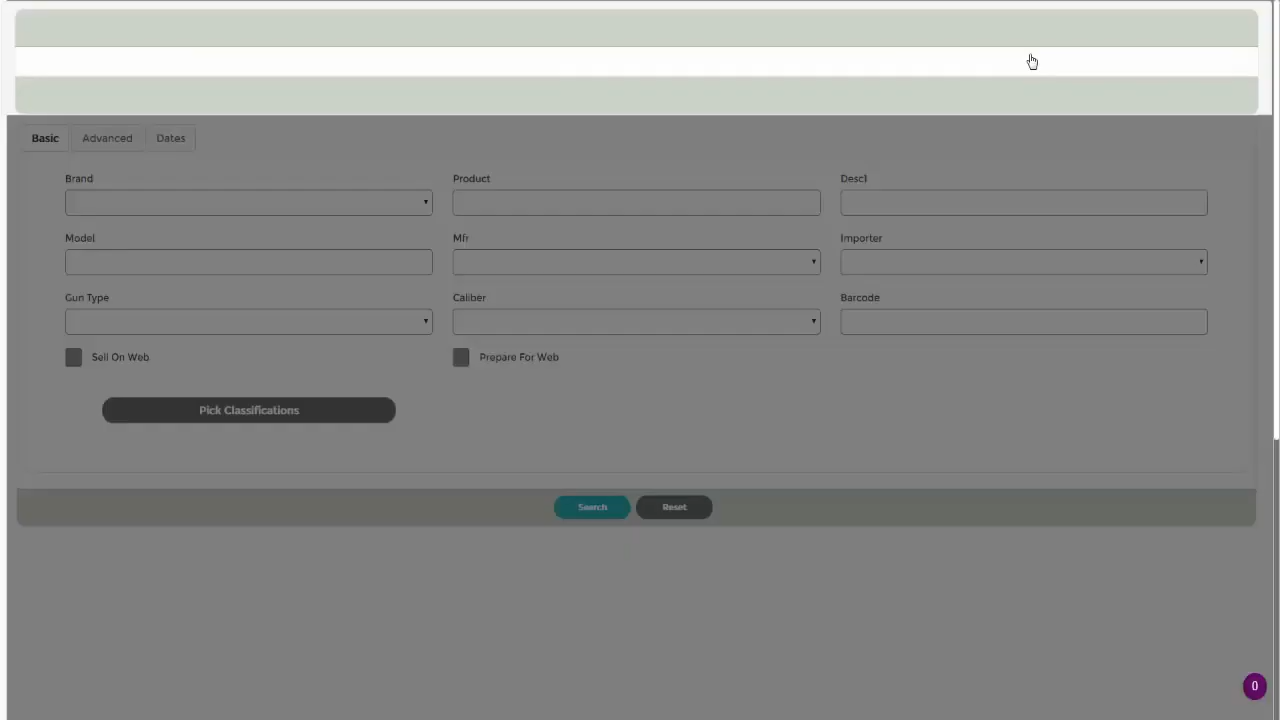 Basic Advanced Dates
Brand Product Desc1
Model Mfr Importer
Gun Type Caliber Barcode
Sell On Web Prepare For Web
Pick Classifications
Search Reset
0